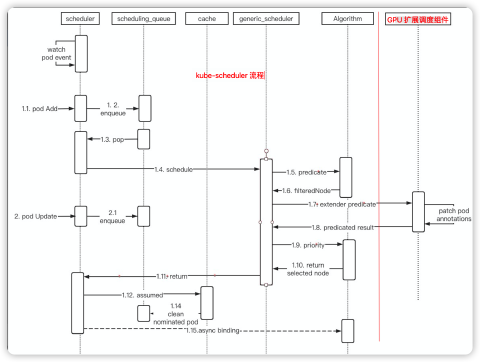 scheduler
scheduling_queue
cache
generic_scheduler
Algorithm
GPU 扩展调度组件
watch
pod event
kube-scheduler 流程
1.1. pod Add
1. 2.
enqueue
1.3. pop
1.4. schedule
1.5. predicate
1.6. filteredNode
1.7. extender predicate
patch pod
annotations
2. pod Update
2.1
enqueue
1.8. predicated result
1.9. priority
1.10. return
selected node
1.11. return
1.12. assumed
1.14
clean
nominated pod
1.15.async binding